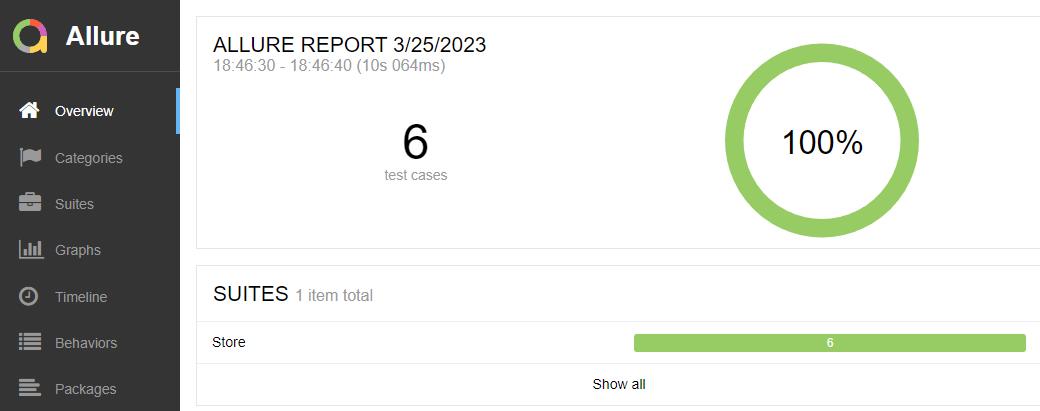 Allure
Overview
Categories
Suites
Graphs
Timeline
Behaviors
Packages
ALLURE REPORT 3/25/2023
18:46:30 - 18:46:40 (10s 064ms)
6
test cases
100%
SUITES 1 item total
Store 6
Show all